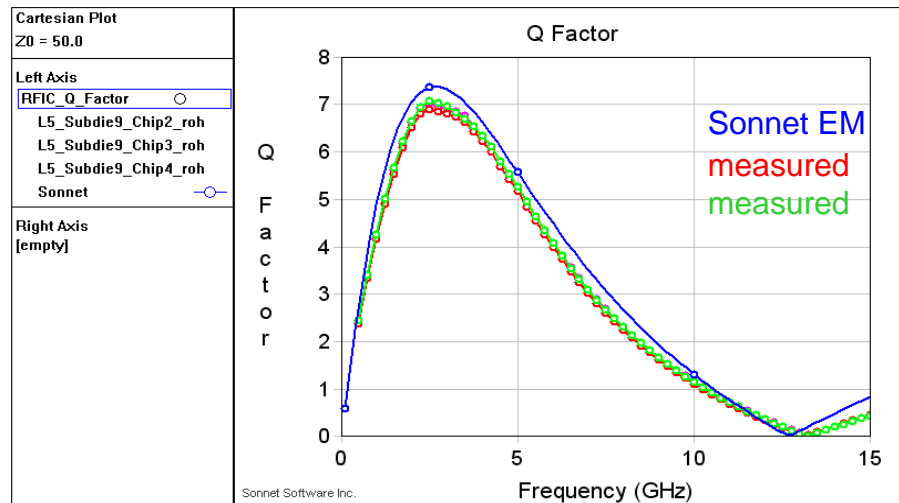 Cartesian Plot
Z0 = 50.0
Left Axis
RFIC_Q_Factor
L5_Subdie9_Chip2_roh
L5_Subdie9_Chip3_roh
L5_Subdie9_Chip4_roh
Sonnet
Right Axis
[empty]
Q Factor
Q Factor
8
7
6
5
4
3
2
1
0
Sonnet EM
measured
measured
0 5 10 15
Frequency (GHz)
Sonnet Software Inc.